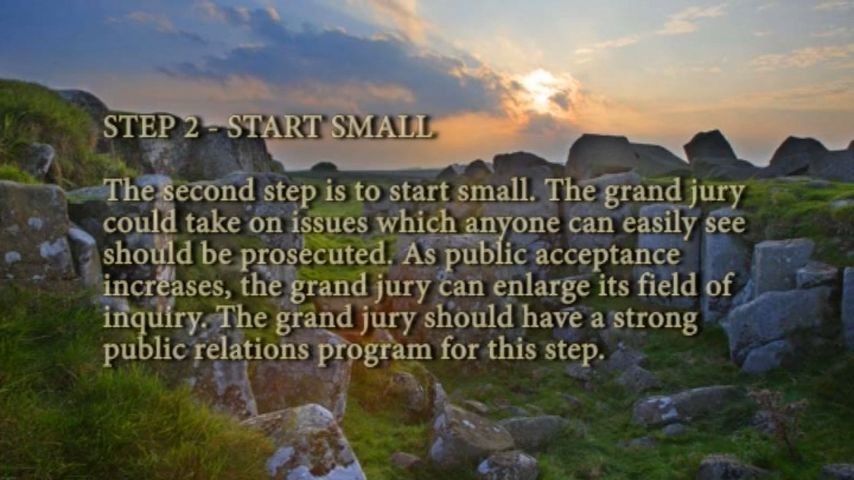 STEP 2 - START SMALL
The second step is to start small. The grand jury
could take on issues which anyone can easily see
should be prosecuted. As public acceptance
increases, the grand jury can enlarge its field of
inquiry. The grand jury should have a strong
public relations program for this step.